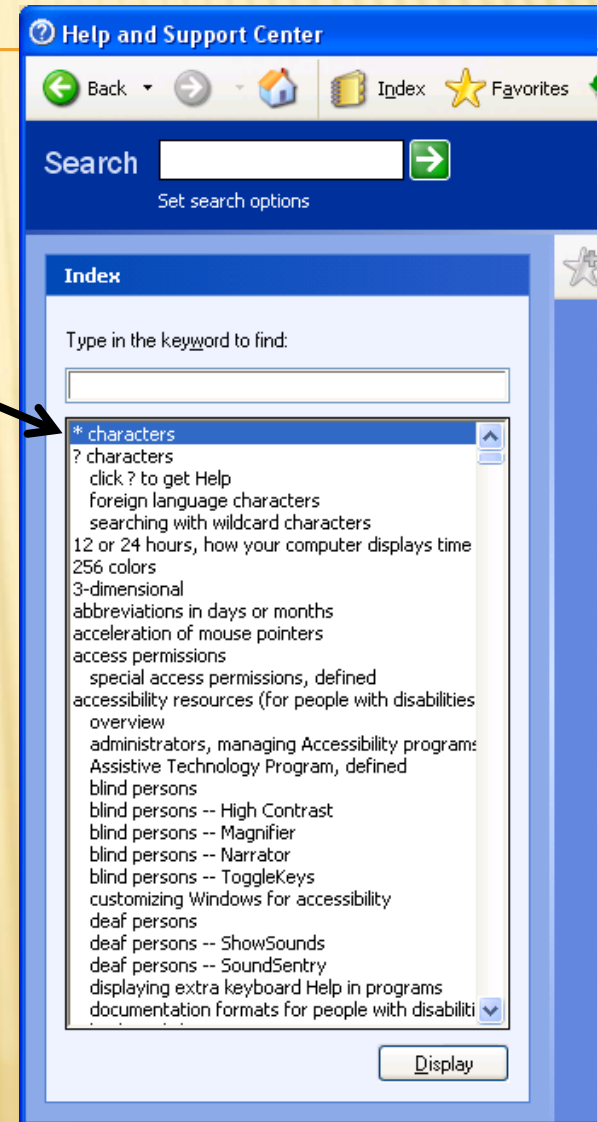 Help and Support Center
Back Index Favorites
Search
Set search options
Index
Type in the keyword to find:
* characters
? characters
click ? to get Help
foreign language characters
searching with wildcard characters
12 or 24 hours, how your computer displays time
256 colors
3-dimensional
abbreviations in days or months
acceleration of mouse pointers
access permissions
special access permissions, defined
accessibility resources (for people with disabilities
overview
administrators, managing Accessibility programs
Assistive Technology Program, defined
blind persons
blind persons -- High Contrast
blind persons -- Magnifier
blind persons -- Narrator
blind persons -- ToggleKeys
customizing Windows for accessibility
deaf persons
deaf persons -- ShowSounds
deaf persons -- SoundSentry
displaying extra keyboard Help in programs
documentation formats for people with disabiliti
Display